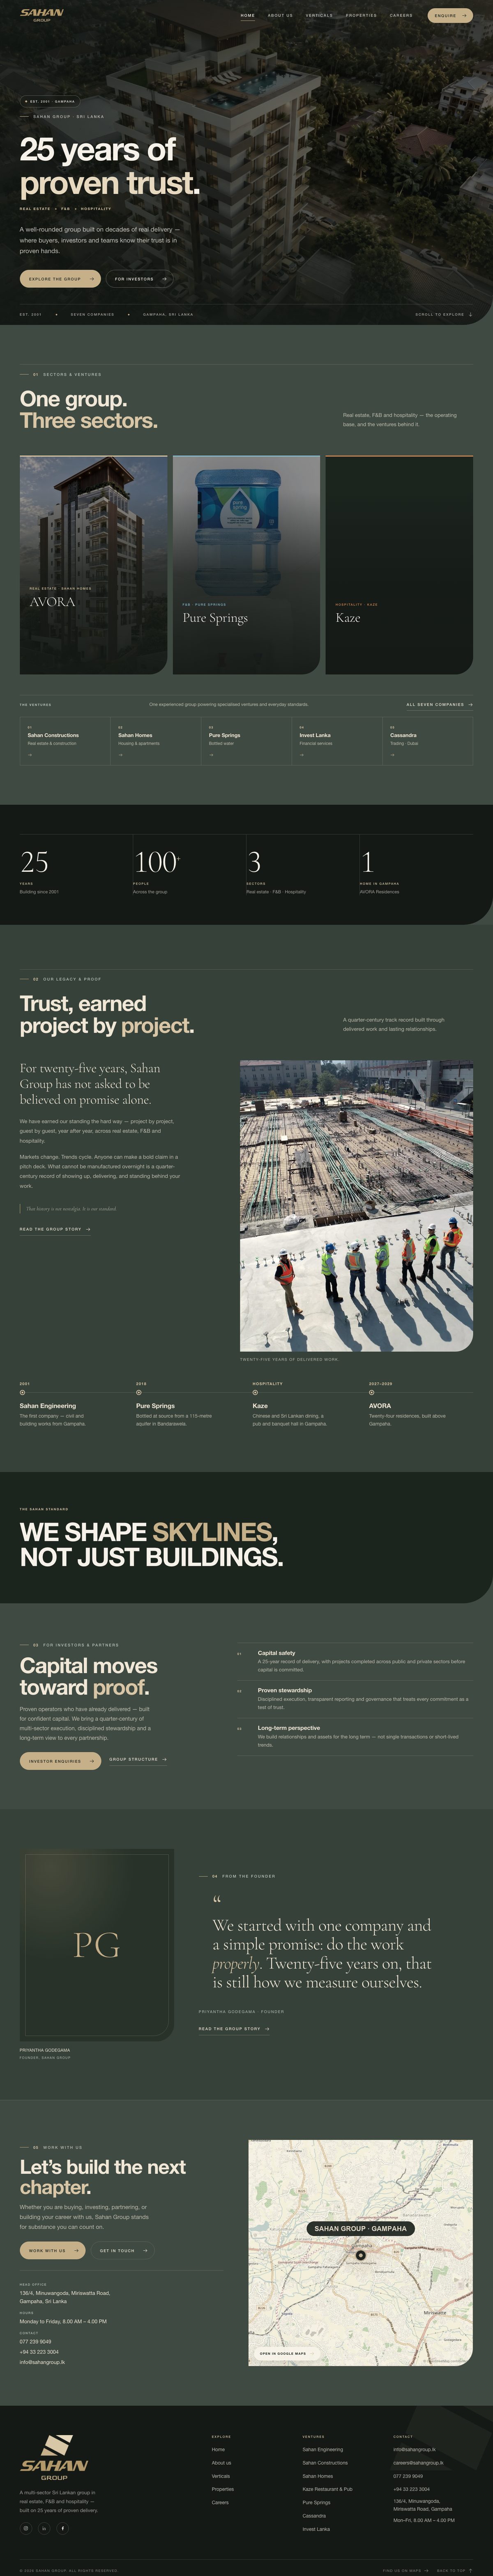 SAHAN
GROUP
HOME ABOUT US VERTICALS PROPERTIES CAREERS ENQUIRE
EST. 2001 · GAMPAHA
SAHAN GROUP · SRI LANKA
25 years of
proven trust.
REAL ESTATE F&B HOSPITALITY
A well-rounded group built on decades of real delivery —
where buyers, investors and teams know their trust is in
proven hands.
EXPLORE THE GROUP → FOR INVESTORS →
EST. 2001 SEVEN COMPANIES GAMPAHA, SRI LANKA SCROLL TO EXPLORE ↓
01 SECTORS & VENTURES
One group.
Three sectors.
Real estate, F&B and hospitality — the operating
base, and the ventures behind it.
REAL ESTATE · SAHAN HOMES
AVORA
pure
springs
F&B · PURE SPRINGS
Pure Springs
HOSPITALITY · KAZE
Kaze
THE VENTURES
One experienced group powering specialised ventures and everyday standards.
ALL SEVEN COMPANIES →
01
Sahan Constructions
Real estate & construction
02
Sahan Homes
Housing & apartments
03
Pure Springs
Bottled water
04
Invest Lanka
Financial services
05
Cassandra
Trading · Dubai
25
YEARS
Building since 2001
100+
PEOPLE
Across the group
3
SECTORS
Real estate · F&B · Hospitality
1
HOME IN GAMPAHA
AVORA Residences
02 OUR LEGACY & PROOF
Trust, earned
project by project.
A quarter-century track record built through
delivered work and lasting relationships.
For twenty-five years, Sahan
Group has not asked to be
believed on promise alone.
We have earned our standing the hard way — project by project,
guest by guest, year after year, across real estate, F&B and
hospitality.
Markets change. Trends cycle. Anyone can make a bold claim in a
pitch deck. What cannot be manufactured overnight is a quarter-
century record of showing up, delivering, and standing behind your
work.
That history is not nostalgia. It is our standard.
READ THE GROUP STORY →
TWENTY-FIVE YEARS OF DELIVERED WORK.
2001
Sahan Engineering
The first company — civil and
building works from Gampaha.
2018
Pure Springs
Bottled at source from a 115-metre
aquifer in Bandarawela.
HOSPITALITY
Kaze
Chinese and Sri Lankan dining, a
pub and banquet hall in Gampaha.
2027–2028
AVORA
Twenty-four residences, built above
Gampaha.
THE SAHAN STANDARD
WE SHAPE SKYLINES,
NOT JUST BUILDINGS.
03 FOR INVESTORS & PARTNERS
Capital moves
toward proof.
Proven operators who have already delivered — built
for confident capital. We bring a quarter-century of
multi-sector execution, disciplined stewardship and a
long-term view to every partnership.
INVESTOR ENQUIRIES → GROUP STRUCTURE →
01
Capital safety
A 25-year record of delivery, with projects completed across public and private sectors before
capital is committed.
02
Proven stewardship
Disciplined execution, transparent reporting and governance that treats every commitment as a
test of trust.
03
Long-term perspective
We build relationships and assets for the long term — not single transactions or short-lived
trends.
PG
PRIYANTHA GODEGAMA
FOUNDER, SAHAN GROUP
04 FROM THE FOUNDER
“
We started with one company and
a simple promise: do the work
properly. Twenty-five years on, that
is still how we measure ourselves.
PRIYANTHA GODEGAMA · FOUNDER
READ THE GROUP STORY →
05 WORK WITH US
Let’s build the next
chapter.
Whether you are buying, investing, partnering, or
building your career with us, Sahan Group stands
for substance you can count on.
WORK WITH US → GET IN TOUCH →
HEAD OFFICE
136/4, Minuwangoda, Miriswatta Road,
Gampaha, Sri Lanka
HOURS
Monday to Friday, 8.00 AM – 4.00 PM
CONTACT
077 239 9049
+94 33 223 3004
info@sahangroup.lk
SAHAN GROUP · GAMPAHA
OPEN IN GOOGLE MAPS
SAHAN
GROUP
A multi-sector Sri Lankan group in
real estate, F&B and hospitality —
built on 25 years of proven delivery.
EXPLORE
Home
About us
Verticals
Properties
Careers
VENTURES
Sahan Engineering
Sahan Constructions
Sahan Homes
Kaze Restaurant & Pub
Pure Springs
Cassandra
Invest Lanka
CONTACT
info@sahangroup.lk
careers@sahangroup.lk
077 239 9049
+94 33 223 3004
136/4, Minuwangoda,
Miriswatta Road, Gampaha
Mon–Fri, 8.00 AM – 4.00 PM
© 2026 SAHAN GROUP. ALL RIGHTS RESERVED.
FIND US ON MAPS → BACK TO TOP ↑